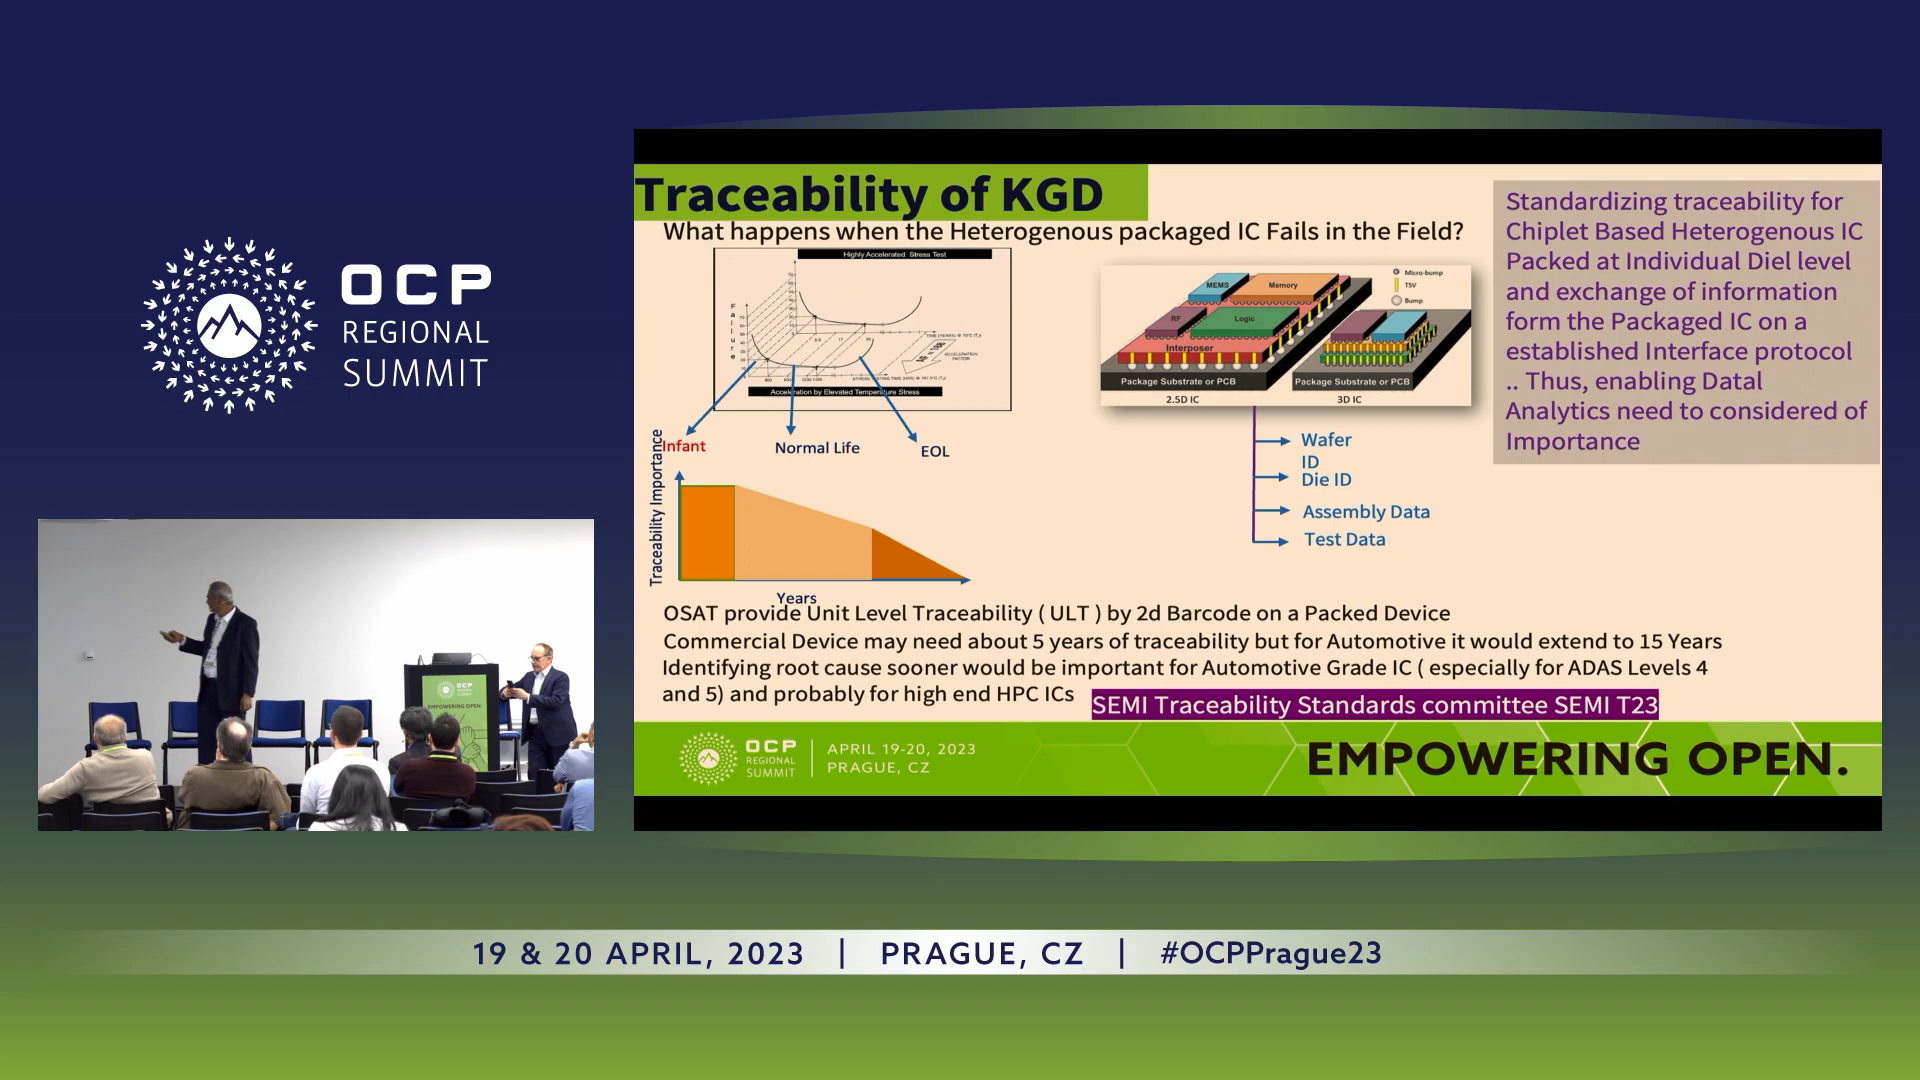 OCP
REGIONAL
SUMMIT
Traceability of KGD
What happens when the Heterogenous packaged IC Fails in the Field?
Highly Accelerated Stress Test
Failure
ACCELERATION
FACTOR
Acceleration by Elevated Temperature Stress
Infant
Normal Life
EOL
Traceability Importance
Years
MEMS
Memory
RF
Logic
Interposer
Package Substrate or PCB
2.5D IC
Micro-bump
TSV
Bump
Package Substrate or PCB
3D IC
Wafer
ID
Die ID
Assembly Data
Test Data
Standardizing traceability for
Chiplet Based Heterogenous IC
Packed at Individual Diel level
and exchange of information
form the Packaged IC on a
established Interface protocol
.. Thus, enabling Datal
Analytics need to considered of
Importance
OSAT provide Unit Level Traceability ( ULT ) by 2d Barcode on a Packed Device
Commercial Device may need about 5 years of traceability but for Automotive it would extend to 15 Years
Identifying root cause sooner would be important for Automotive Grade IC ( especially for ADAS Levels 4
and 5) and probably for high end HPC ICs
SEMI Traceability Standards committee SEMI T23
OCP
REGIONAL
SUMMIT
APRIL 19-20, 2023
PRAGUE, CZ
EMPOWERING OPEN.
OCP
EMPOWERING OPEN.
19 & 20 APRIL, 2023 | PRAGUE, CZ | #OCPPrague23